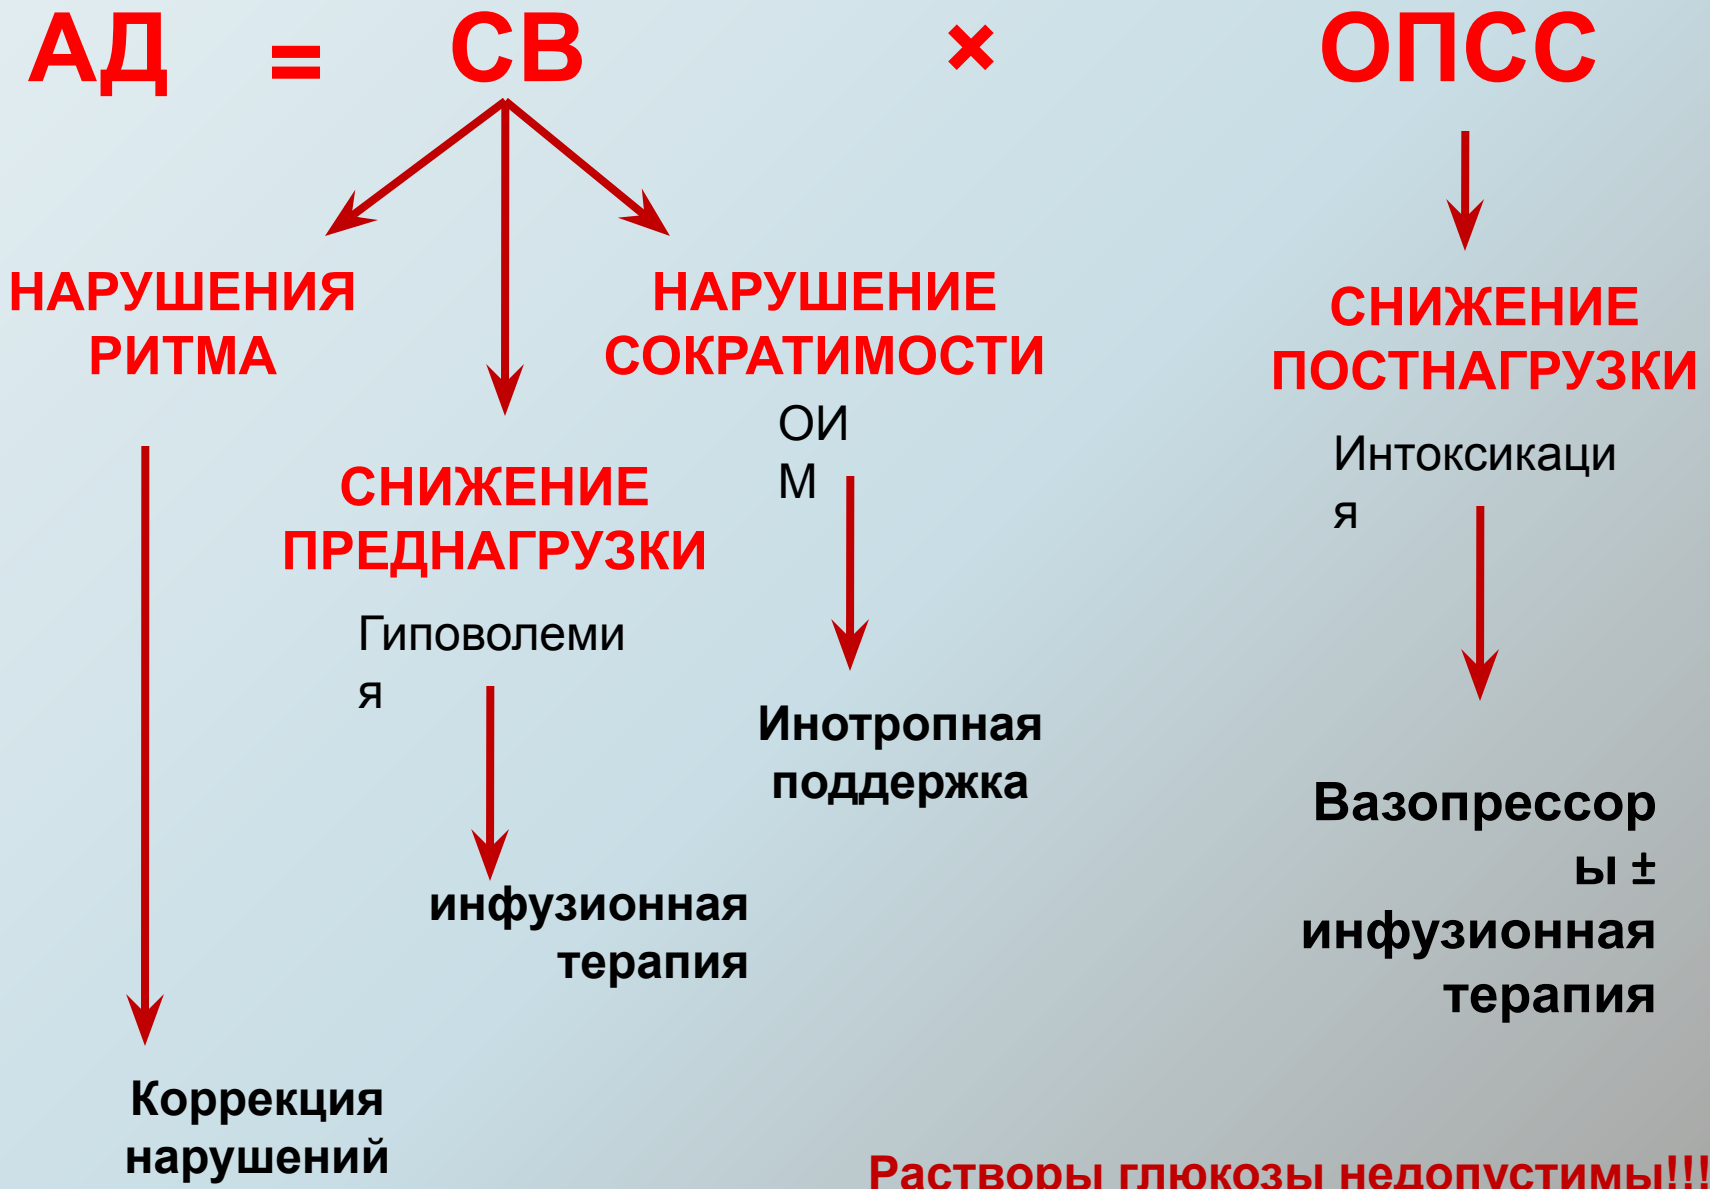 АД = СВ × ОПСС
НАРУШЕНИЯ
РИТМА
НАРУШЕНИЕ
СОКРАТИМОСТИ
ОИ
М
СНИЖЕНИЕ
ПОСТНАГРУЗКИ
Интоксикаци
я
СНИЖЕНИЕ
ПРЕДНАГРУЗКИ
Гиповолеми
я
Инотропная
поддержка
Вазопрессор
ы ±
инфузионная
терапия
инфузионная
терапия
Коррекция
нарушений
Растворы глюкозы недопустимы!!!